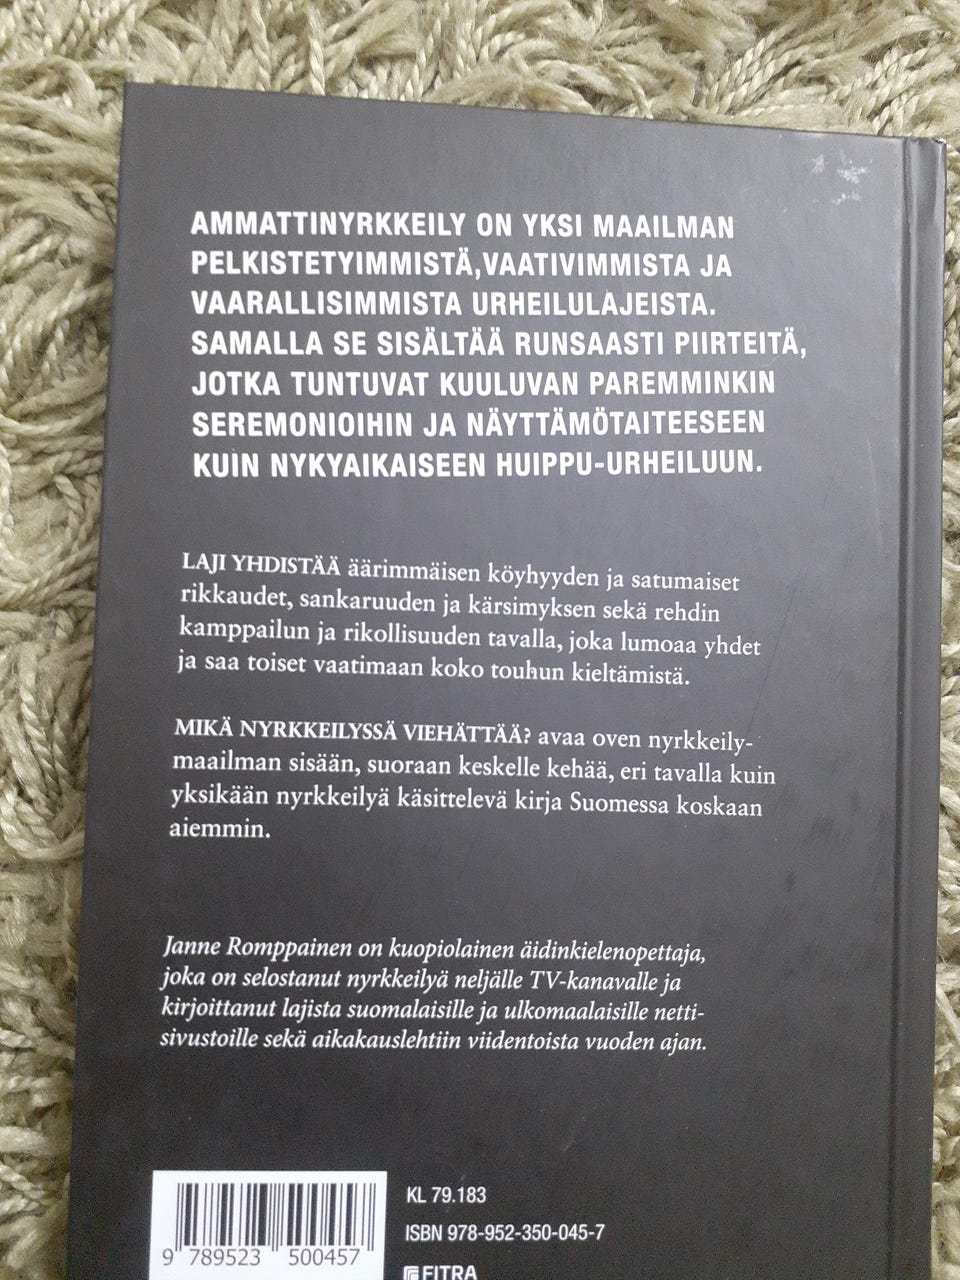 AMMATTINYRKKEILY ON YKSI MAAILMAN
PELKISTETYIMMISTÄ,VAATIVIMMISTA JA
VAARALLISIMMISTA URHEILULAJEISTA.
SAMALLA SE SISÄLTÄÄ RUNSAASTI PIIRTEITÄ,
JOTKA TUNTUVAT KUULUVAN PAREMMINKIN
SEREMONIOIHIN JA NÄYTTÄMÖTAITEESEEN
KUIN NYKYAIKAISEEN HUIPPU-URHEILUUN.
LAJI YHDISTÄÄ äärimmäisen köyhyyden ja satumaiset
rikkaudet, sankaruuden ja kärsimyksen sekä rehdin
kamppailun ja rikollisuuden tavalla, joka lumoaa yhdet
ja saa toiset vaatimaan koko touhun kieltämistä.
MIKÄ NYRKKEILYSSÄ VIEHÄTTÄÄ? avaa oven nyrkkeily-
maailman sisään, suoraan keskelle kehää, eri tavalla kuin
yksikään nyrkkeilyä käsittelevä kirja Suomessa koskaan
aiemmin.
Janne Romppainen on kuopiolainen äidinkielenopettaja,
joka on selostanut nyrkkeilyä neljälle TV-kanavalle ja
kirjoittanut lajista suomalaisille ja ulkomaalaisille netti-
sivustoille sekä aikakauslehtiin viidentoista vuoden ajan.
KL 79.183
ISBN 978-952-350-045-7
9 789523 500457
FITRA